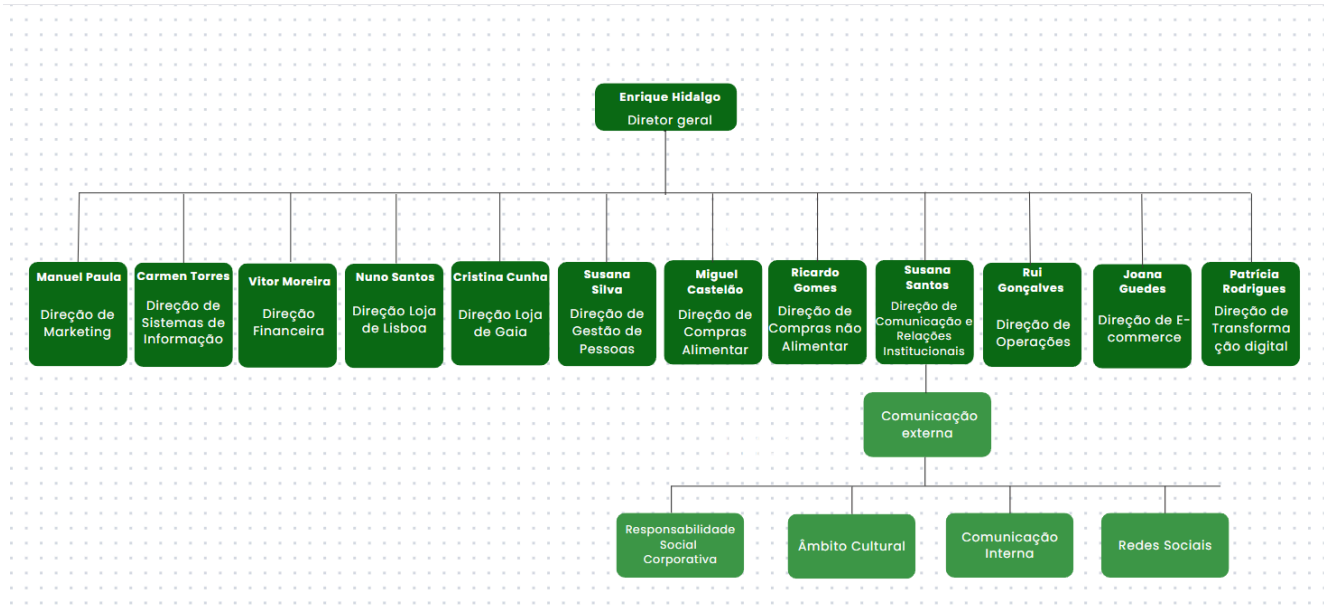 Enrique Hidalgo
Diretor geral
Manuel Paula
Direção de
Marketing
Carmen Torres
Direção de
Sistemas de
Informação
Vitor Moreira
Direção
Financeira
Nuno Santos
Direção Loja
de Lisboa
Cristina Cunha
Direção Loja
de Gaia
Susana
Silva
Direção de
Gestão de
Pessoas
Miguel
Castelão
Direção de
Compras
Alimentar
Ricardo
Gomes
Direção de
Compras não
Alimentar
Susana
Santos
Direção de
Comunicação e
Relações
Institucionais
Rui
Gonçalves
Direção de
Operações
Joana
Guedes
Direção de E-
commerce
Patrícia
Rodrigues
Direção de
Transforma
ção digital
Comunicação
externa
Responsabilidade
Social
Corporativa
Âmbito Cultural
Comunicação
Interna
Redes Sociais